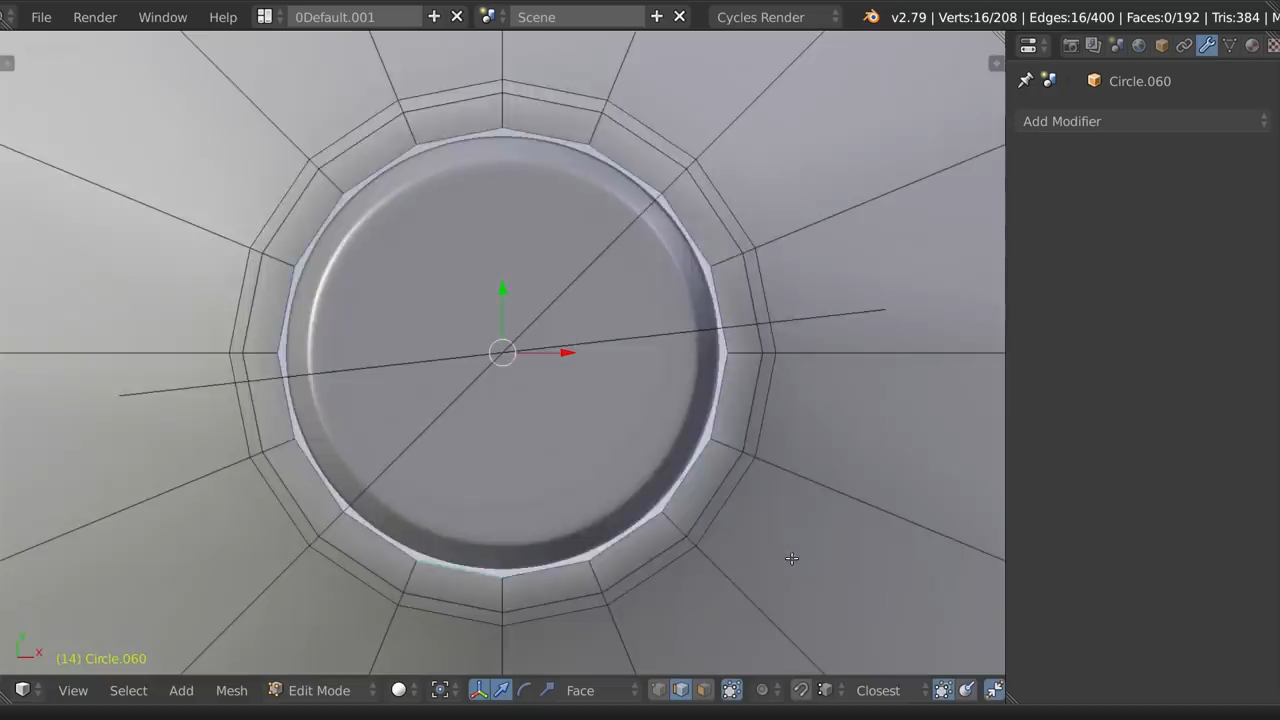 File Render Window Help 0Default.001 Scene Cycles Render v2.79 | Verts:16/208 | Edges:16/400 | Faces:0/192 | Tris:384 | M
Circle.060
Add Modifier
Y
X
(14) Circle.060
View Select Add Mesh Edit Mode Face Closest